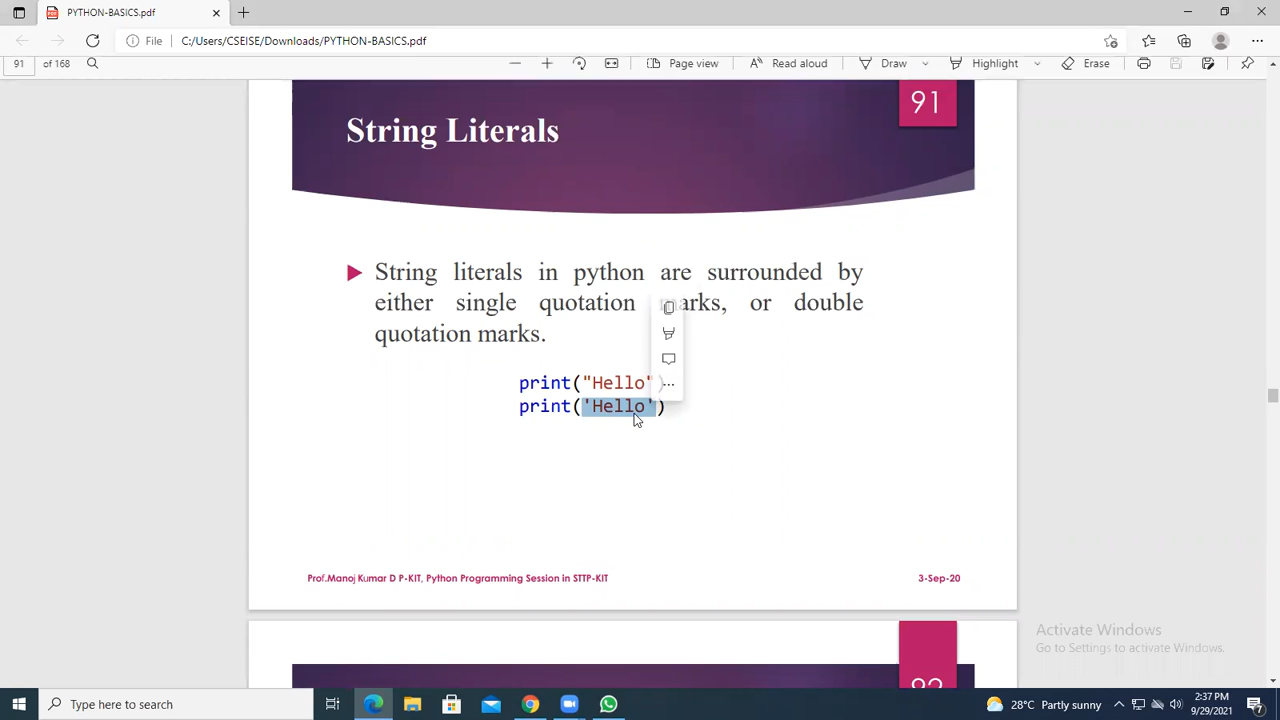 PYTHON-BASICS.pdf
File C:/Users/CSEISE/Downloads/PYTHON-BASICS.pdf
91 of 168 Page view Read aloud Draw Highlight Erase
91
String Literals
String literals in python are surrounded by
either single quotation marks, or double
quotation marks.
print("Hello")
print('Hello')
Prof.Manoj Kumar D P-KIT, Python Programming Session in STTP-KIT 3-Sep-20
Activate Windows
Go to Settings to activate Windows.
Type here to search 28°C Partly sunny 2:37 PM
9/29/2021